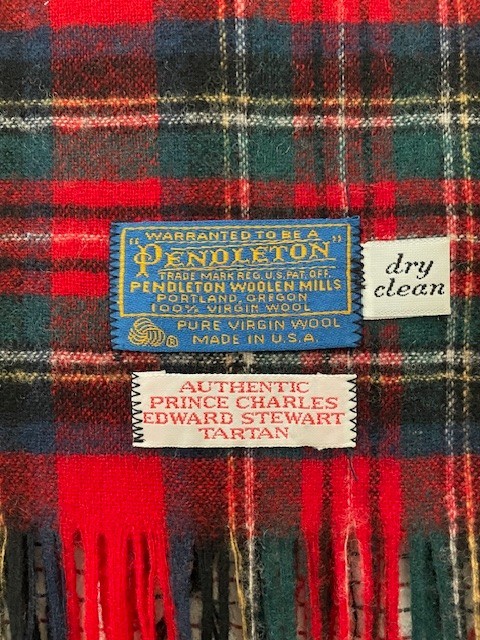 "WARRANTED TO BE A
PENDLETON"
TRADE MARK REG. U.S. PAT. OFF.
PENDLETON WOOLEN MILLS
PORTLAND, OREGON
100% VIRGIN WOOL
PURE VIRGIN WOOL
® MADE IN U.S.A.
dry
clean
AUTHENTIC
PRINCE CHARLES
EDWARD STEWART
TARTAN